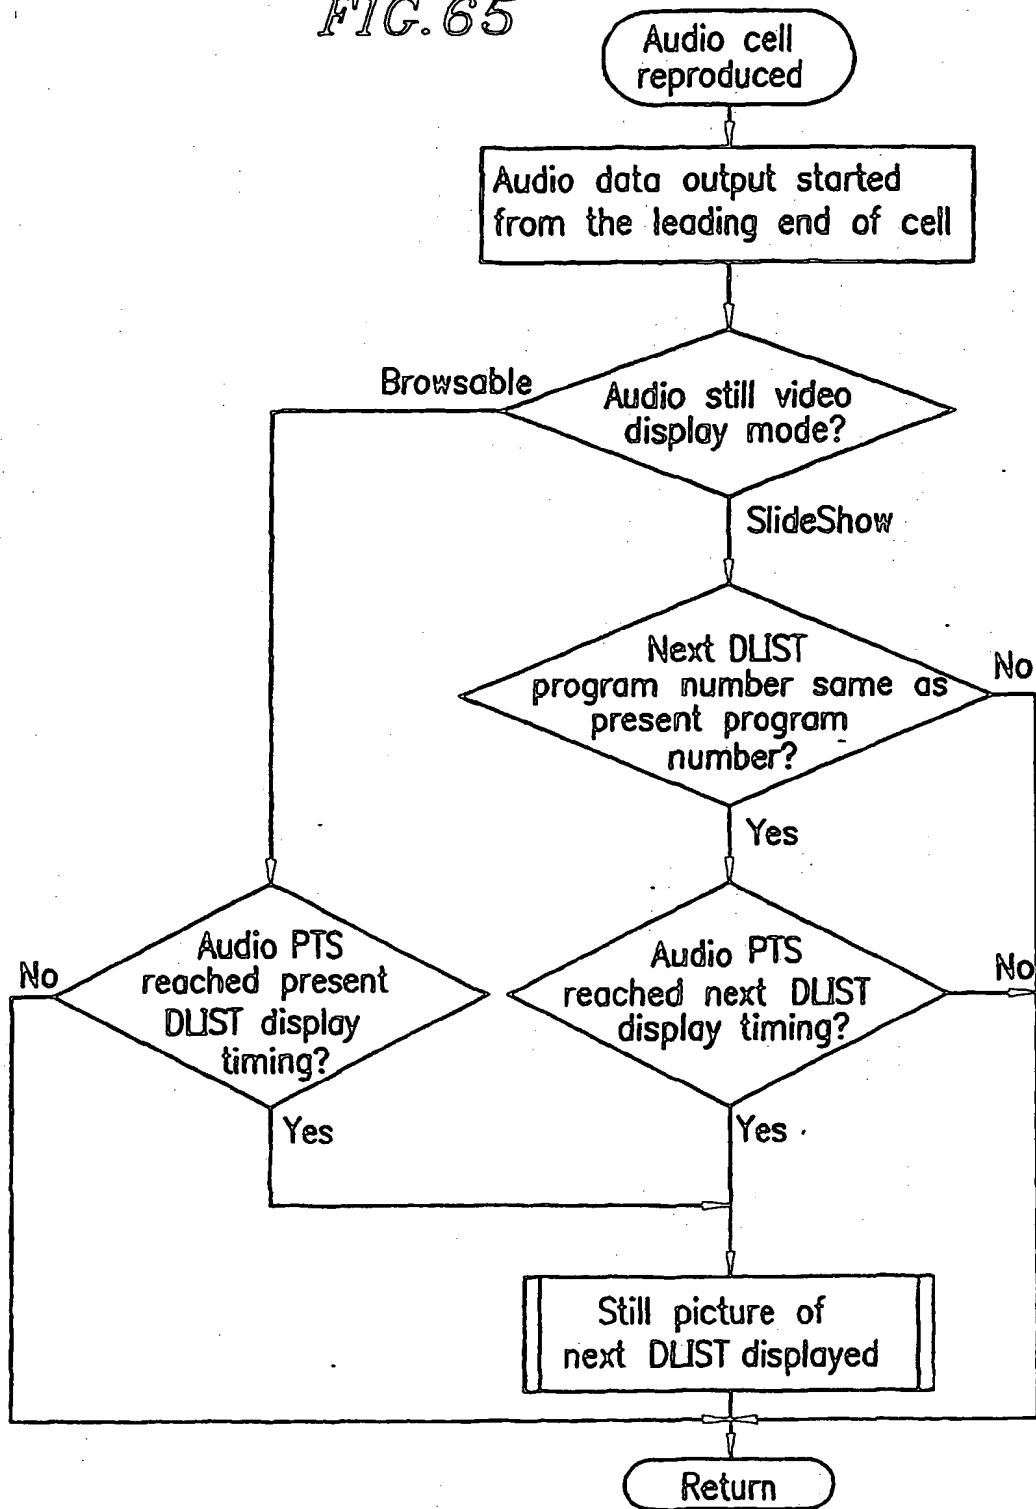 FIG. 65
Audio cell
reproduced
Audio data output started
from the leading end of cell
Browsable
Audio still video
display mode?
SlideShow
Next DLIST
program number same as
present program
number?
No
Yes
Audio PTS
reached present
DLIST display
timing?
No
Yes
Audio PTS
reached next DLIST
display timing?
No
Yes
Still picture of
next DLIST displayed
Return